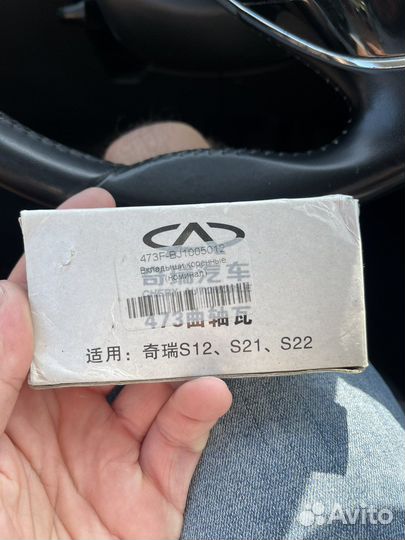 473F-BJ1005012
Вкладыши коренные
(номинал)
奇瑞汽车
473曲轴瓦
适用：奇瑞S12、S21、S22
Avito